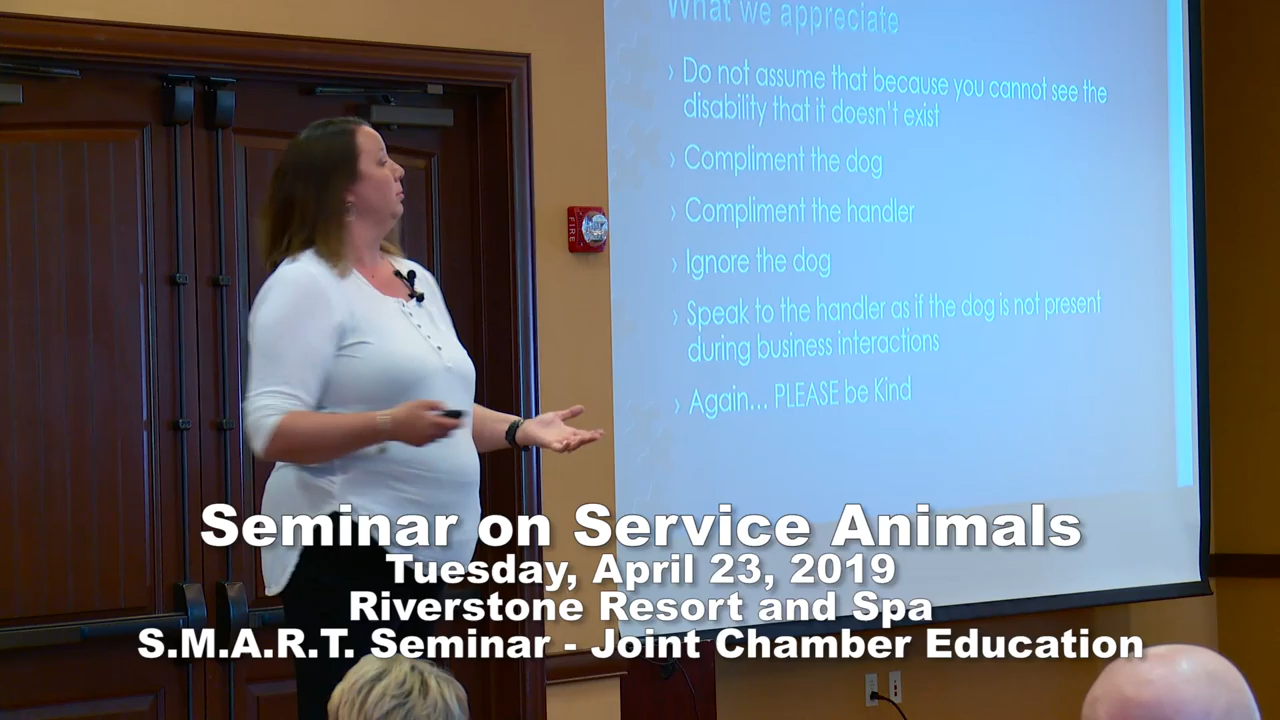 What we appreciate
› Do not assume that because you cannot see the
disability that it doesn't exist
› Compliment the dog
› Compliment the handler
› Ignore the dog
› Speak to the handler as if the dog is not present
during business interactions
› Again... PLEASE be Kind
FIRE
Seminar on Service Animals
Tuesday, April 23, 2019
Riverstone Resort and Spa
S.M.A.R.T. Seminar - Joint Chamber Education